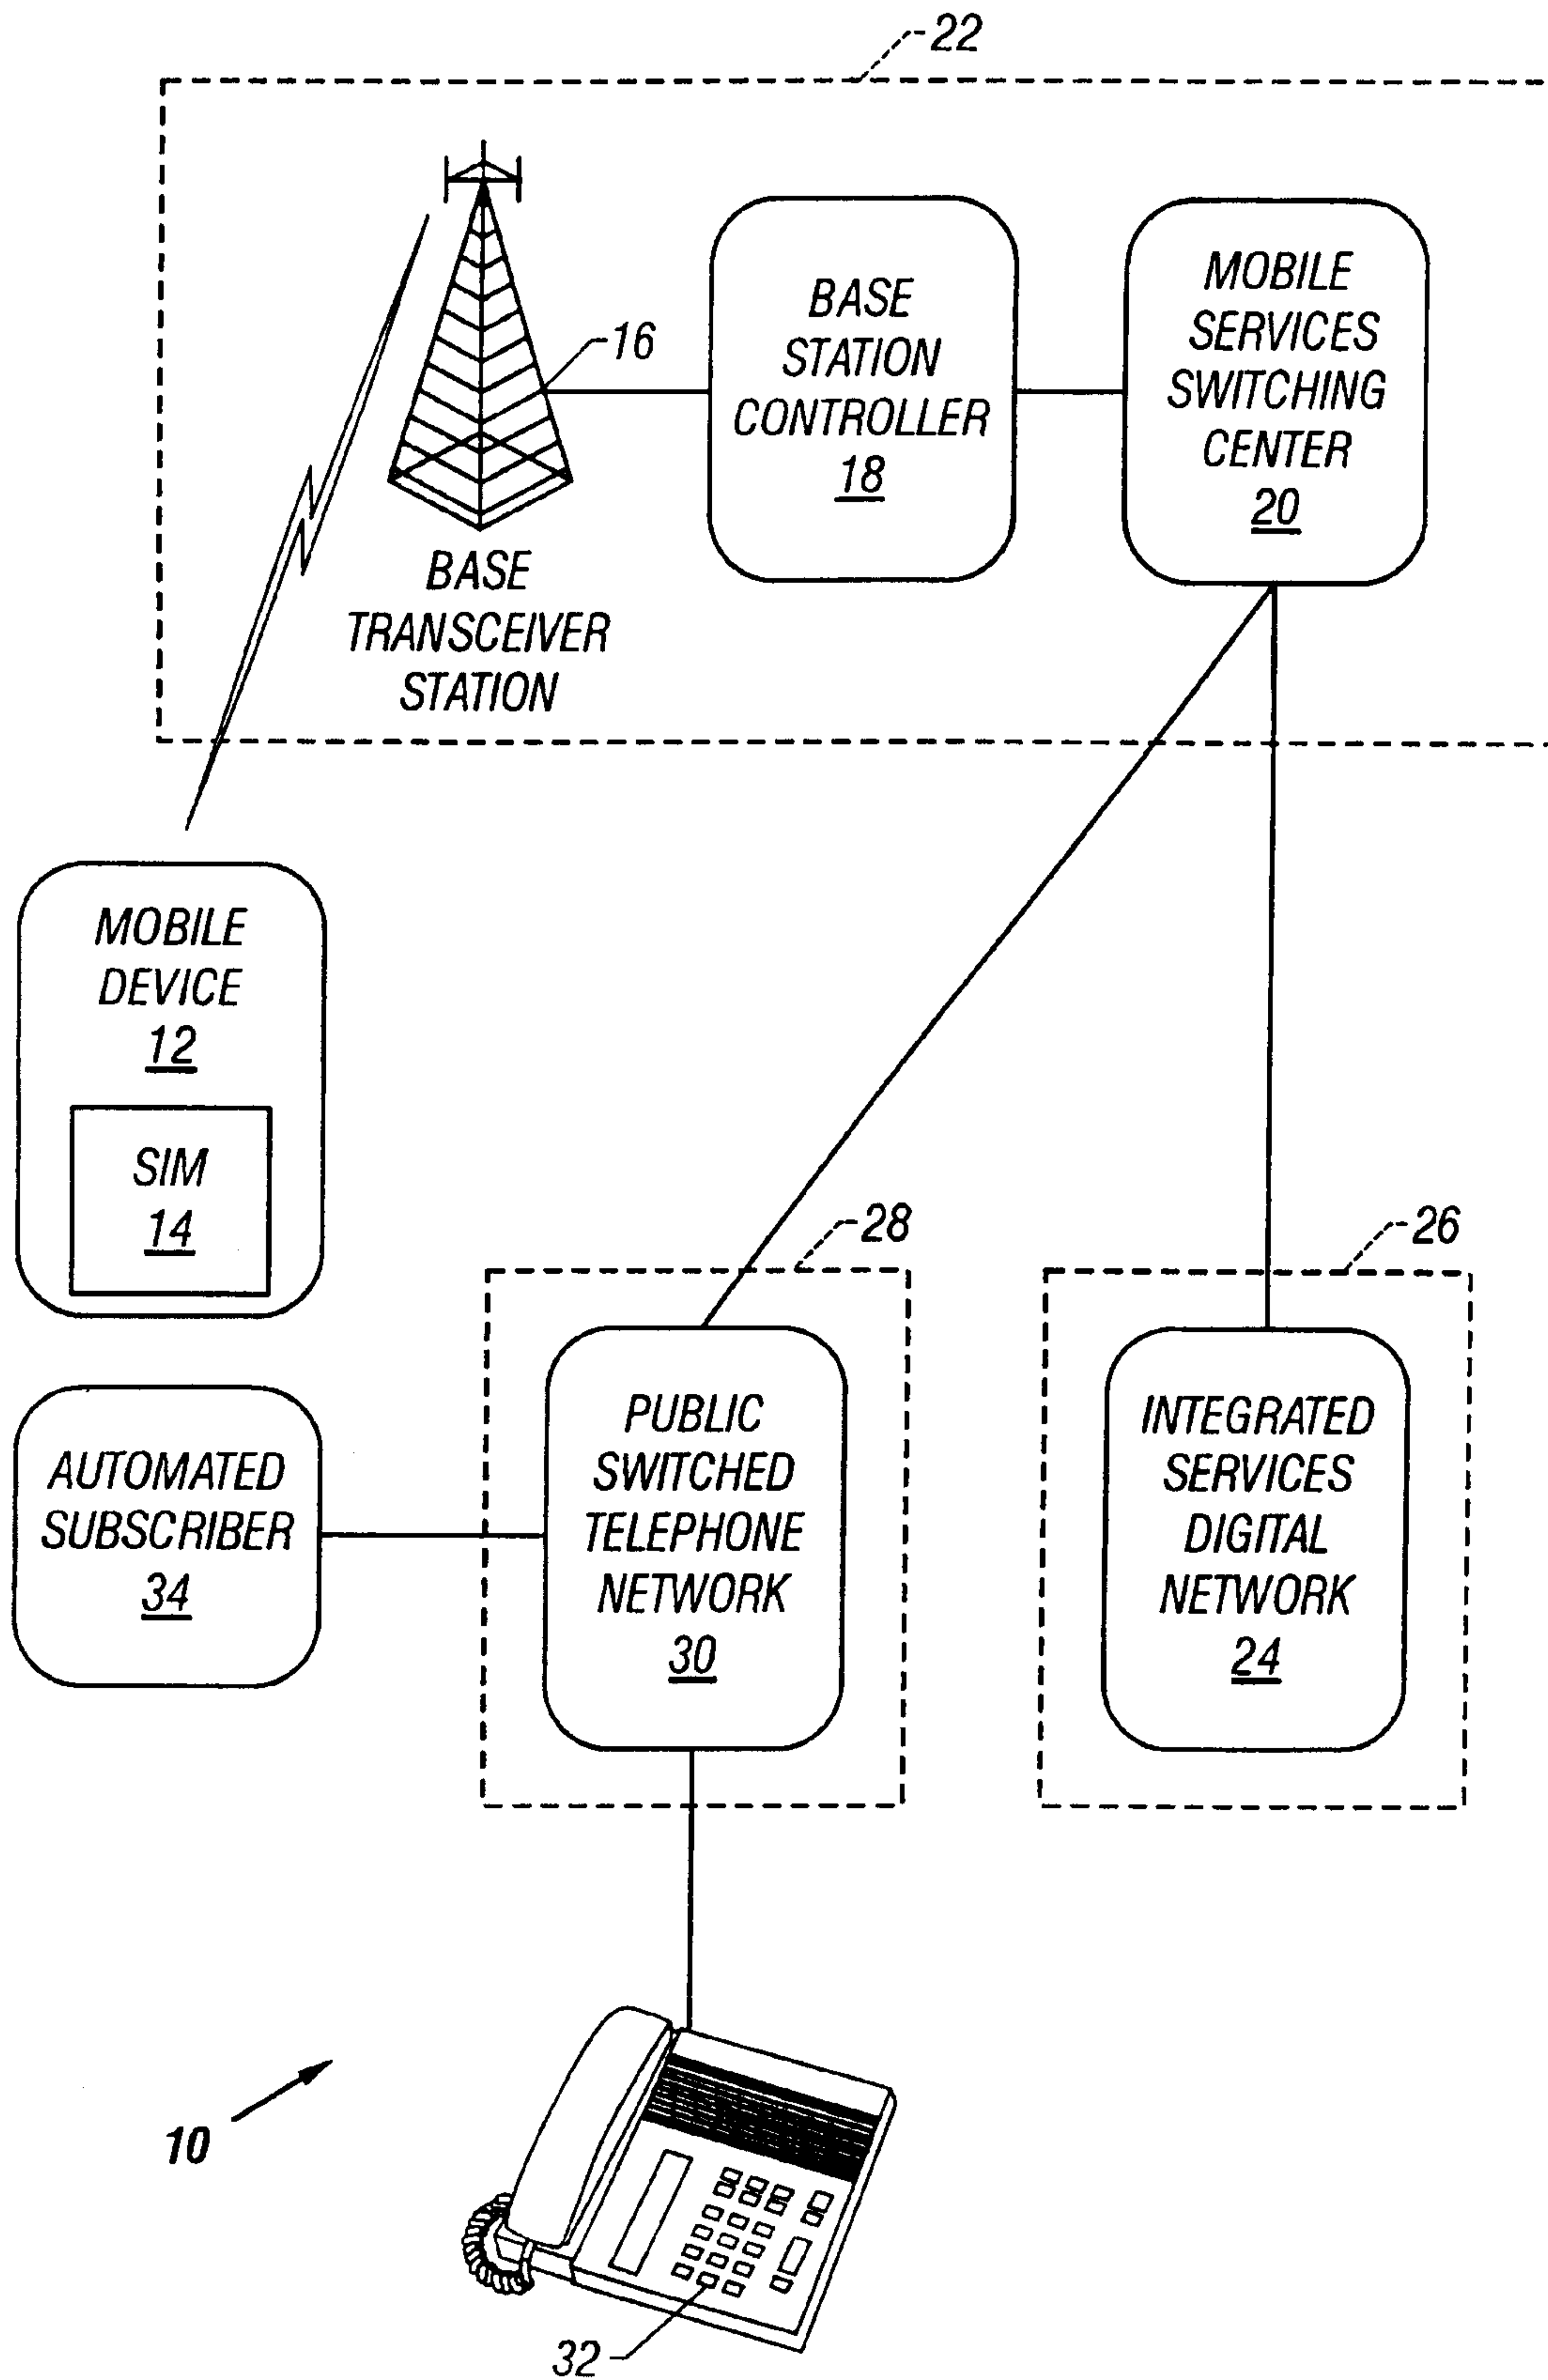 22
16
BASE
TRANSCEIVER
STATION
BASE
STATION
CONTROLLER
18
MOBILE
SERVICES
SWITCHING
CENTER
20
MOBILE
DEVICE
12
SIM
14
28
26
AUTOMATED
SUBSCRIBER
34
PUBLIC
SWITCHED
TELEPHONE
NETWORK
30
INTEGRATED
SERVICES
DIGITAL
NETWORK
24
10
32